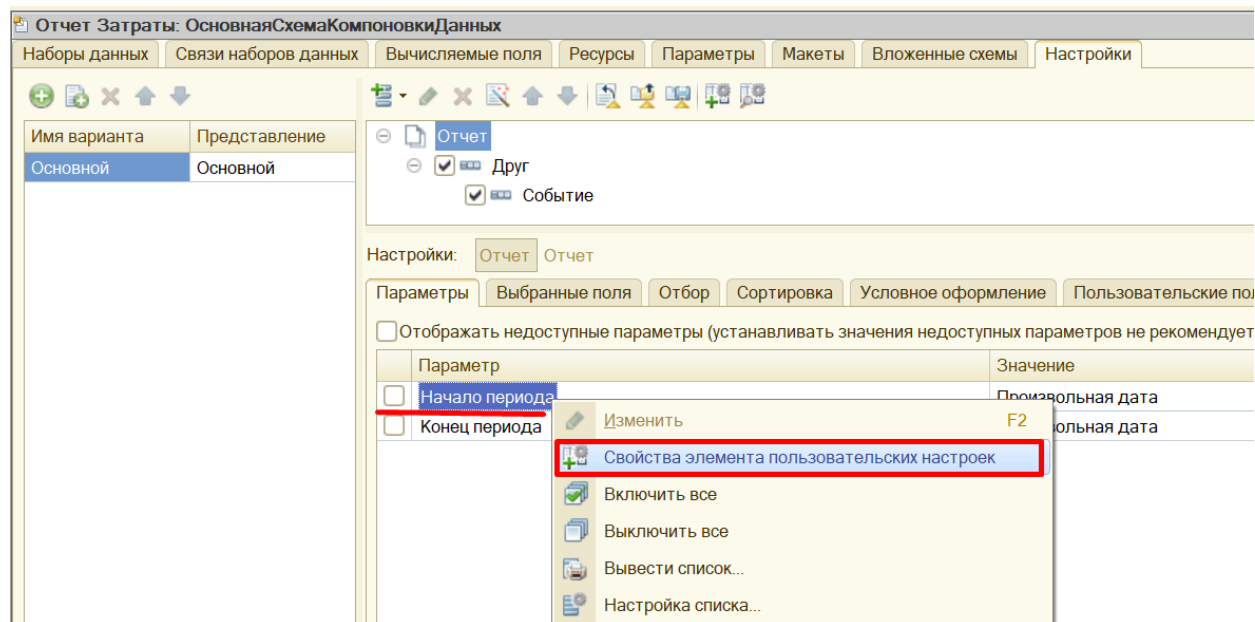 Отчет Затраты: ОсновнаяСхемаКомпоновкиДанных
Наборы данных Связи наборов данных Вычисляемые поля Ресурсы Параметры Макеты Вложенные схемы Настройки
Имя варианта Представление
Основной Основной
Отчет
Друг
Событие
Настройки: Отчет Отчет
Параметры Выбранные поля Отбор Сортировка Условное оформление Пользовательские пол
Отображать недоступные параметры (устанавливать значения недоступных параметров не рекомендует
Параметр Значение
Начало периода Произвольная дата
Конец периода вольная дата
Изменить F2
Свойства элемента пользовательских настроек
Включить все
Выключить все
Вывести список...
Настройка списка...